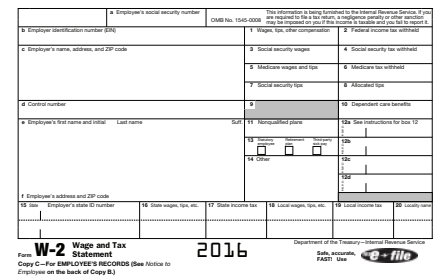 a Employee's social security number
OMB No. 1545-0008
This information is being furnished to the Internal Revenue Service. If you
are required to file a tax return, a negligence penalty or other sanction
may be imposed on you if this income is taxable and you fail to report it.
b Employer identification number (EIN)
1 Wages, tips, other compensation
2 Federal income tax withheld
c Employer's name, address, and ZIP code
3 Social security wages
4 Social security tax withheld
5 Medicare wages and tips
6 Medicare tax withheld
7 Social security tips
8 Allocated tips
d Control number
9
10 Dependent care benefits
e Employee's first name and initial Last name Suff.
11 Nonqualified plans
12a See instructions for box 12
13 Statutory employee Retirement plan Third-party sick pay
12b
14 Other
12c
12d
f Employee's address and ZIP code
15 State Employer's state ID number
16 State wages, tips, etc.
17 State income tax
18 Local wages, tips, etc.
19 Local income tax
20 Locality name
Form W-2 Wage and Tax Statement
2016
Department of the Treasury—Internal Revenue Service
Safe, accurate, FAST! Use
e file
Copy C—For EMPLOYEE'S RECORDS (See Notice to
Employee on the back of Copy B.)